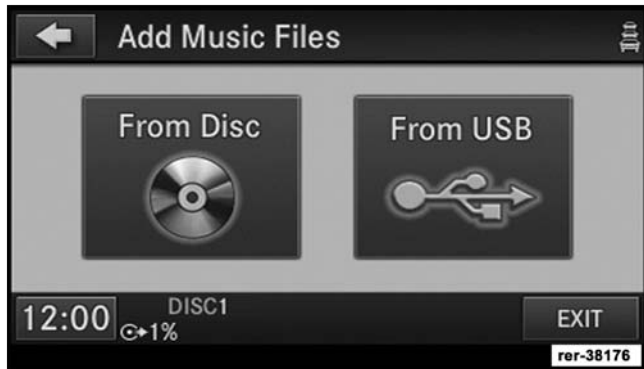 Add Music Files
From Disc
From USB
12:00
DISC1
1%
EXIT
rer-38176